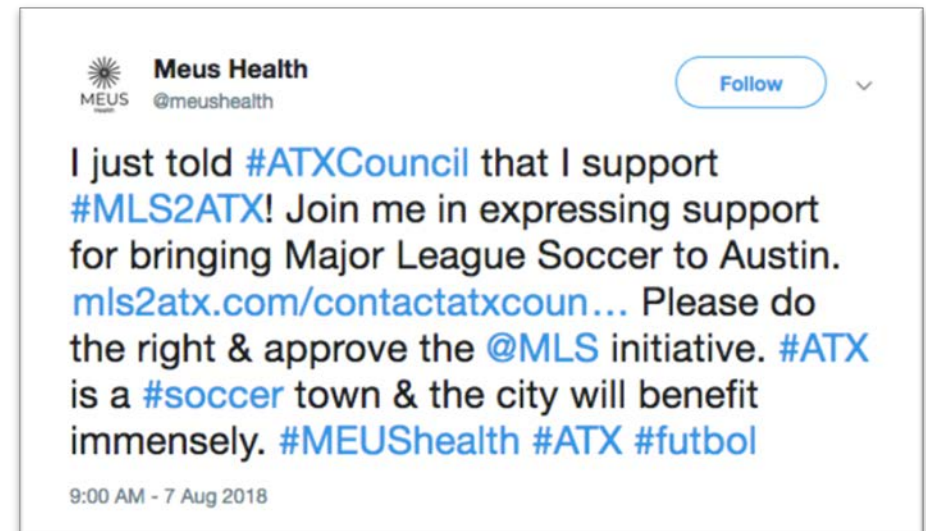 Meus Health
MEUS
Health
@meushealth
Follow
I just told #ATXCouncil that I support
#MLS2ATX! Join me in expressing support
for bringing Major League Soccer to Austin.
mls2atx.com/contactatxcoun... Please do
the right & approve the @MLS initiative. #ATX
is a #soccer town & the city will benefit
immensely. #MEUShealth #ATX #futbol
9:00 AM - 7 Aug 2018